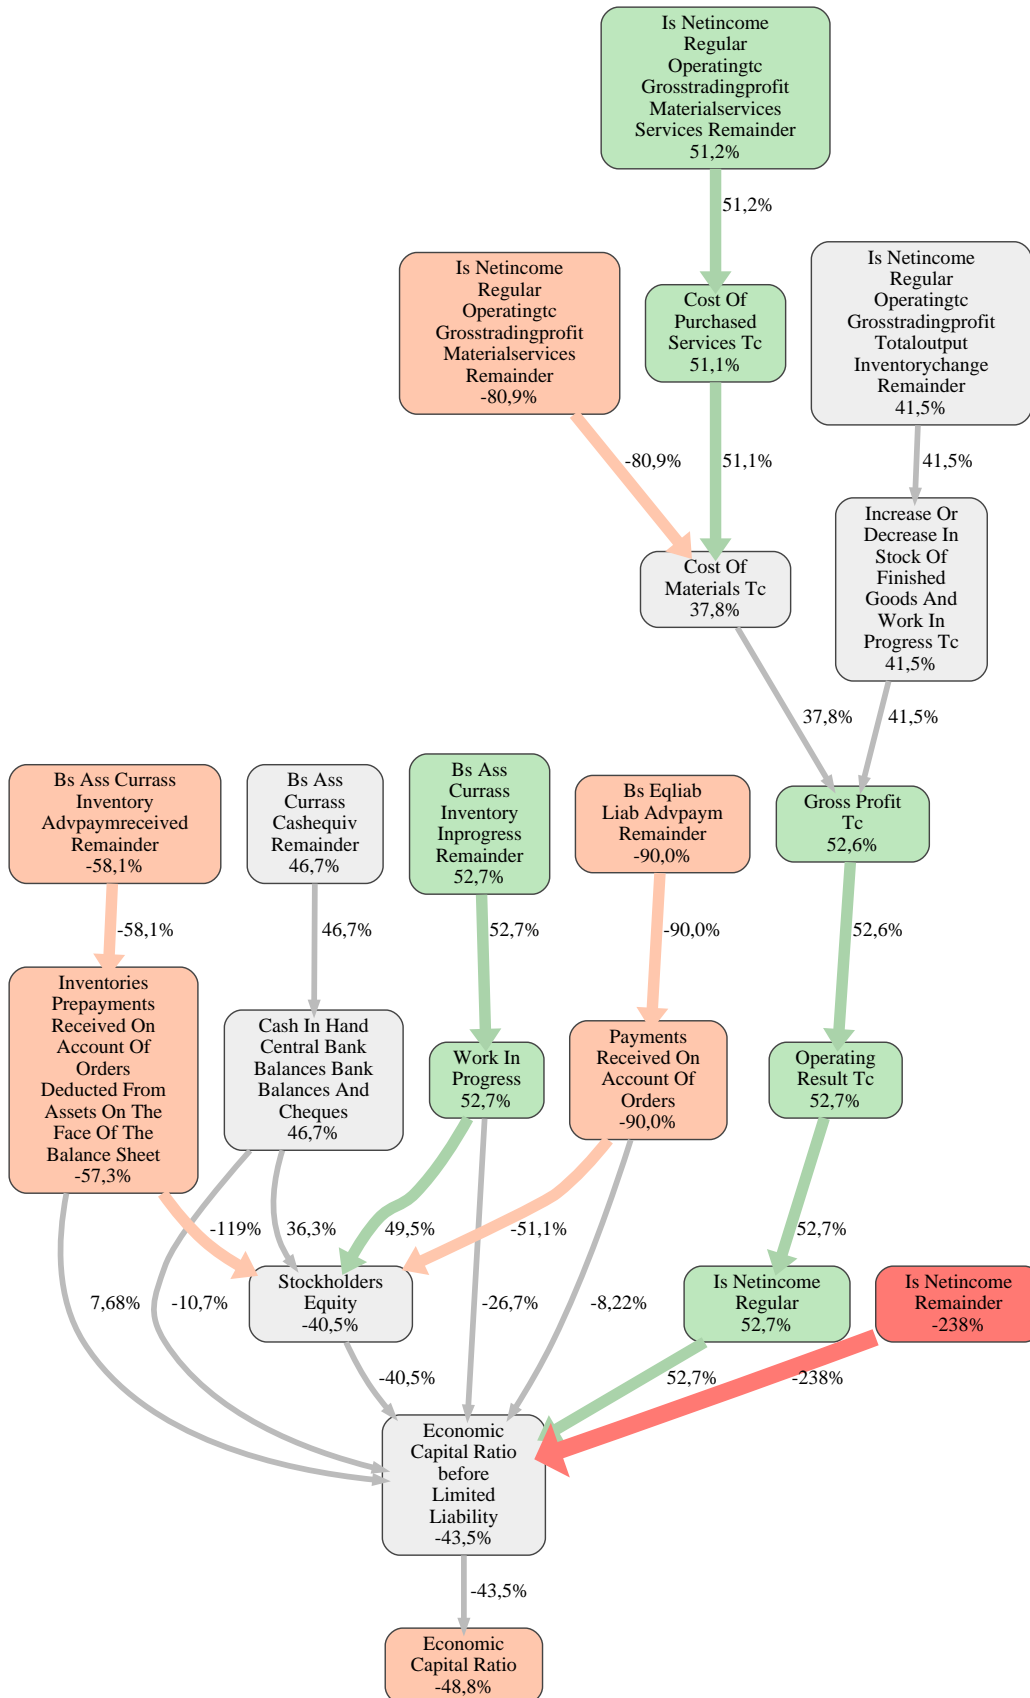 Is Netincome
Regular
Operatingtc
Grosstradingprofit
Materialservices
Services Remainder
51,2%
51,2%
Is Netincome
Regular
Operatingtc
Grosstradingprofit
Materialservices
Remainder
-80,9%
Cost Of
Purchased
Services Tc
51,1%
Is Netincome
Regular
Operatingtc
Grosstradingprofit
Totaloutput
Inventorychange
Remainder
41,5%
-80,9%
51,1%
41,5%
Cost Of
Materials Tc
37,8%
Increase Or
Decrease In
Stock Of
Finished
Goods And
Work In
Progress Tc
41,5%
37,8%
41,5%
Bs Ass Currass
Inventory
Advpaymreceived
Remainder
-58,1%
Bs Ass
Currass
Cashequiv
Remainder
46,7%
Bs Ass
Currass
Inventory
Inprogress
Remainder
52,7%
Bs Eqliab
Liab Advpaym
Remainder
-90,0%
Gross Profit
Tc
52,6%
-58,1%
46,7%
52,7%
-90,0%
52,6%
Inventories
Prepayments
Received On
Account Of
Orders
Deducted From
Assets On The
Face Of The
Balance Sheet
-57,3%
Cash In Hand
Central Bank
Balances Bank
Balances And
Cheques
46,7%
Work In
Progress
52,7%
Payments
Received On
Account Of
Orders
-90,0%
Operating
Result Tc
52,7%
-119%
36,3%
49,5%
-51,1%
52,7%
Stockholders
Equity
-40,5%
7,68%
-10,7%
-26,7%
-8,22%
Is Netincome
Regular
52,7%
Is Netincome
Remainder
-238%
-40,5%
52,7%
-238%
Economic
Capital Ratio
before
Limited
Liability
-43,5%
-43,5%
Economic
Capital Ratio
-48,8%